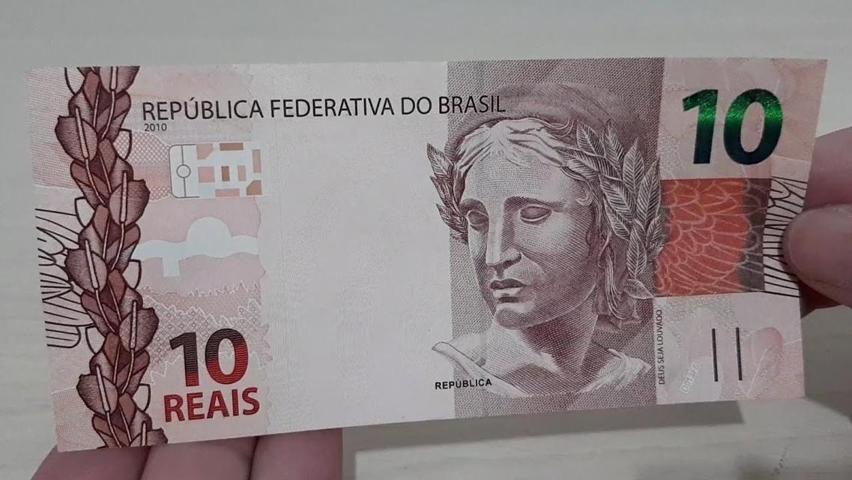 REPÚBLICA FEDERATIVA DO BRASIL
2010
10
10
REAIS
REPÚBLICA
DEUS SEJA LOUVADO